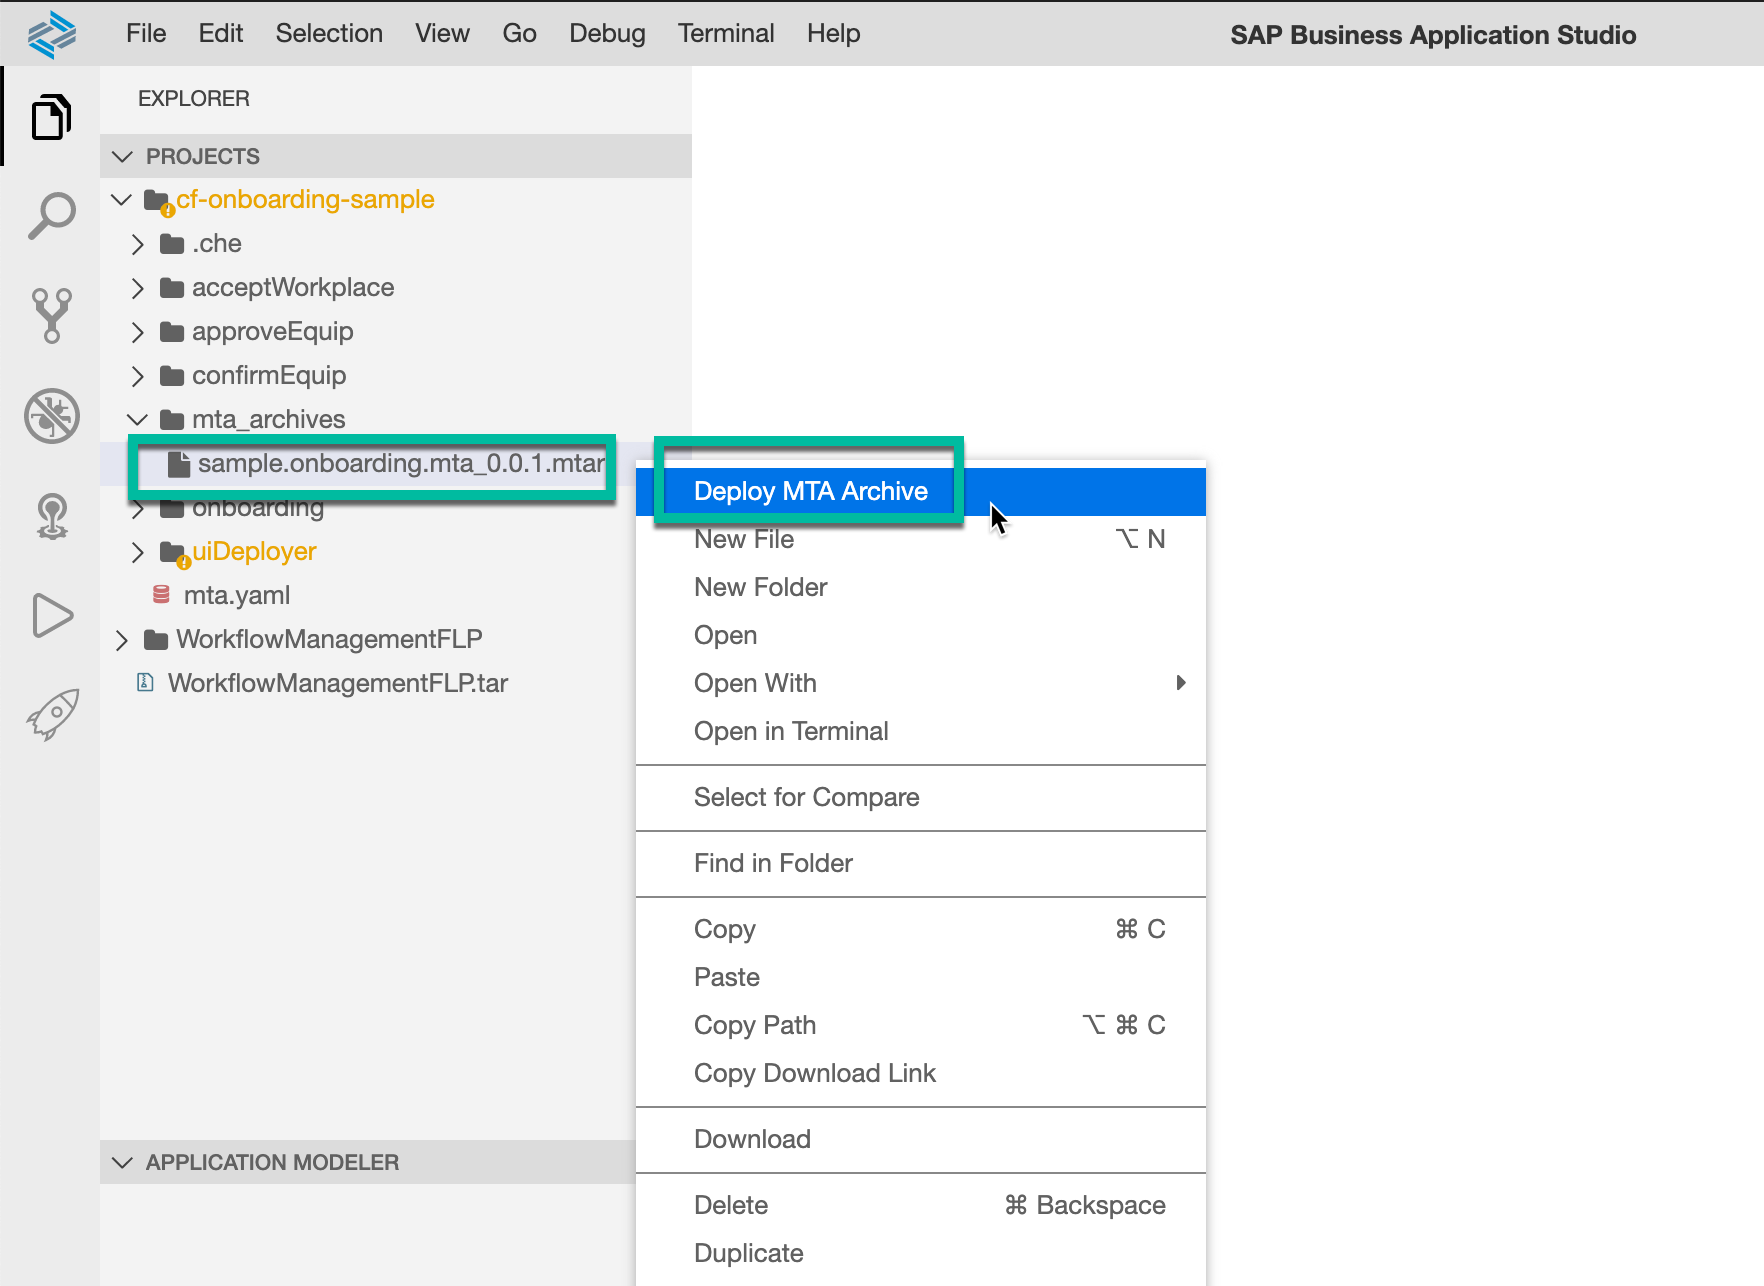 File Edit Selection View Go Debug Terminal Help SAP Business Application Studio
EXPLORER
PROJECTS
cf-onboarding-sample
.che
acceptWorkplace
approveEquip
confirmEquip
mta_archives
sample.onboarding.mta_0.0.1.mtar
onboarding
uiDeployer
mta.yaml
WorkflowManagementFLP
WorkflowManagementFLP.tar
APPLICATION MODELER
Deploy MTA Archive
New File ⌥ N
New Folder
Open
Open With
Open in Terminal
Select for Compare
Find in Folder
Copy ⌘ C
Paste
Copy Path ⌥ ⌘ C
Copy Download Link
Download
Delete ⌘ Backspace
Duplicate